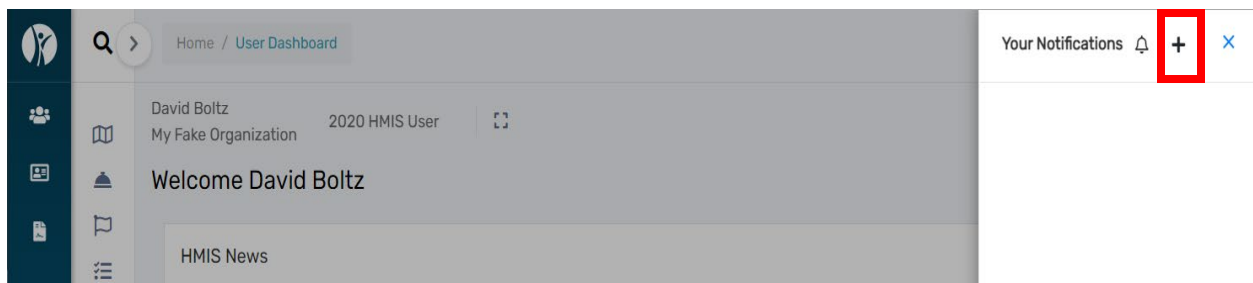 Home / User Dashboard
Your Notifications
David Boltz
My Fake Organization
2020 HMIS User
Welcome David Boltz
HMIS News